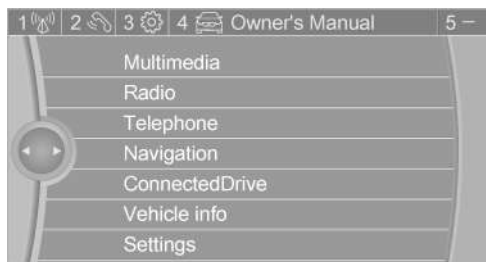 1 2 3 4 Owner's Manual 5 –
Multimedia
Radio
Telephone
Navigation
ConnectedDrive
Vehicle info
Settings